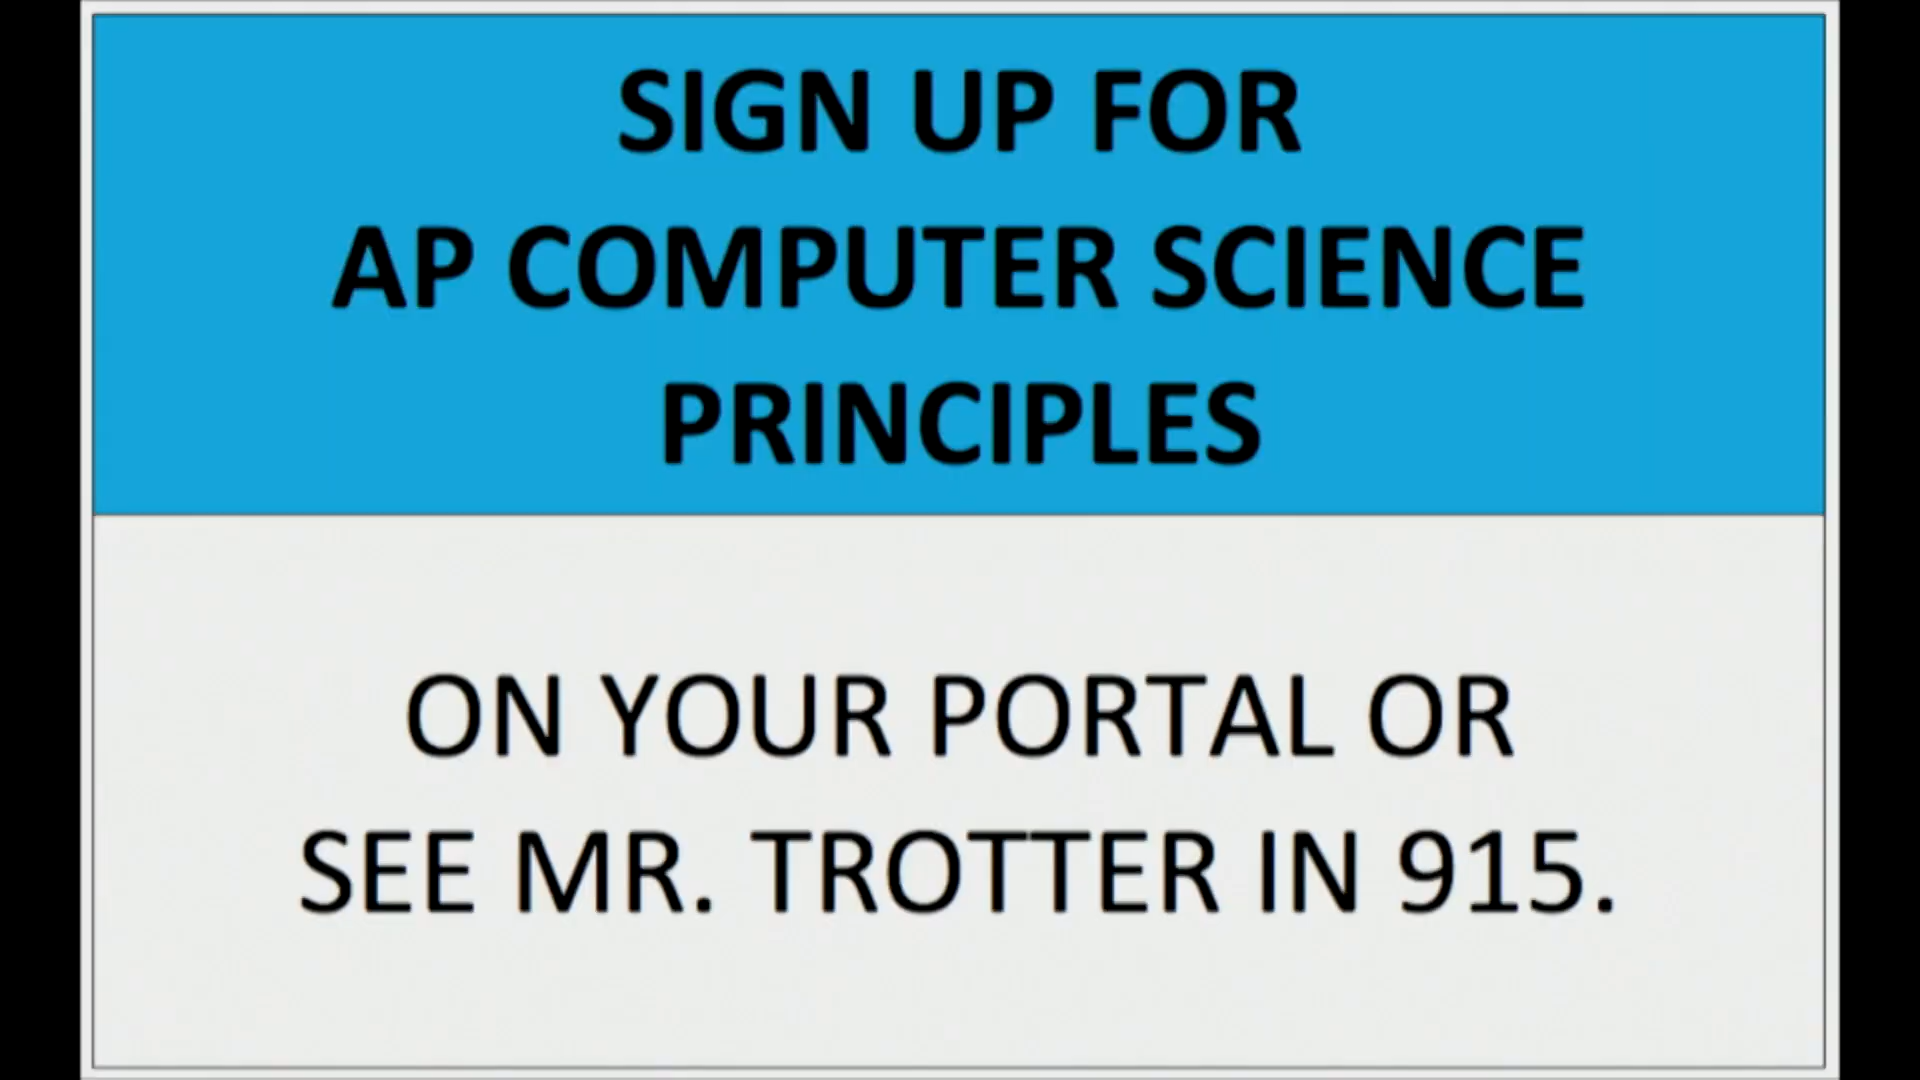 SIGN UP FOR
AP COMPUTER SCIENCE
PRINCIPLES
ON YOUR PORTAL OR
SEE MR. TROTTER IN 915.